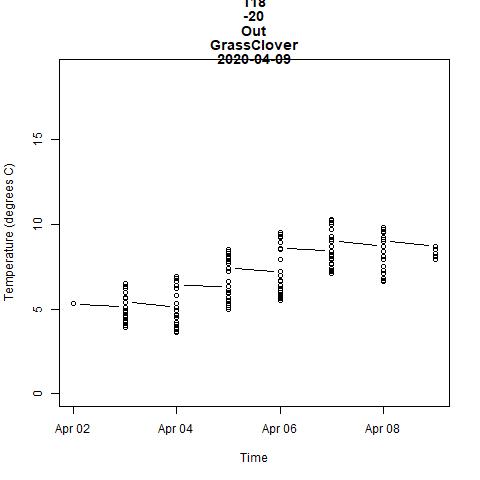 T18
-20
Out
GrassClover
2020-04-09
Temperature (degrees C)
15
10
5
0
Apr 02
Apr 04
Apr 06
Apr 08
Time